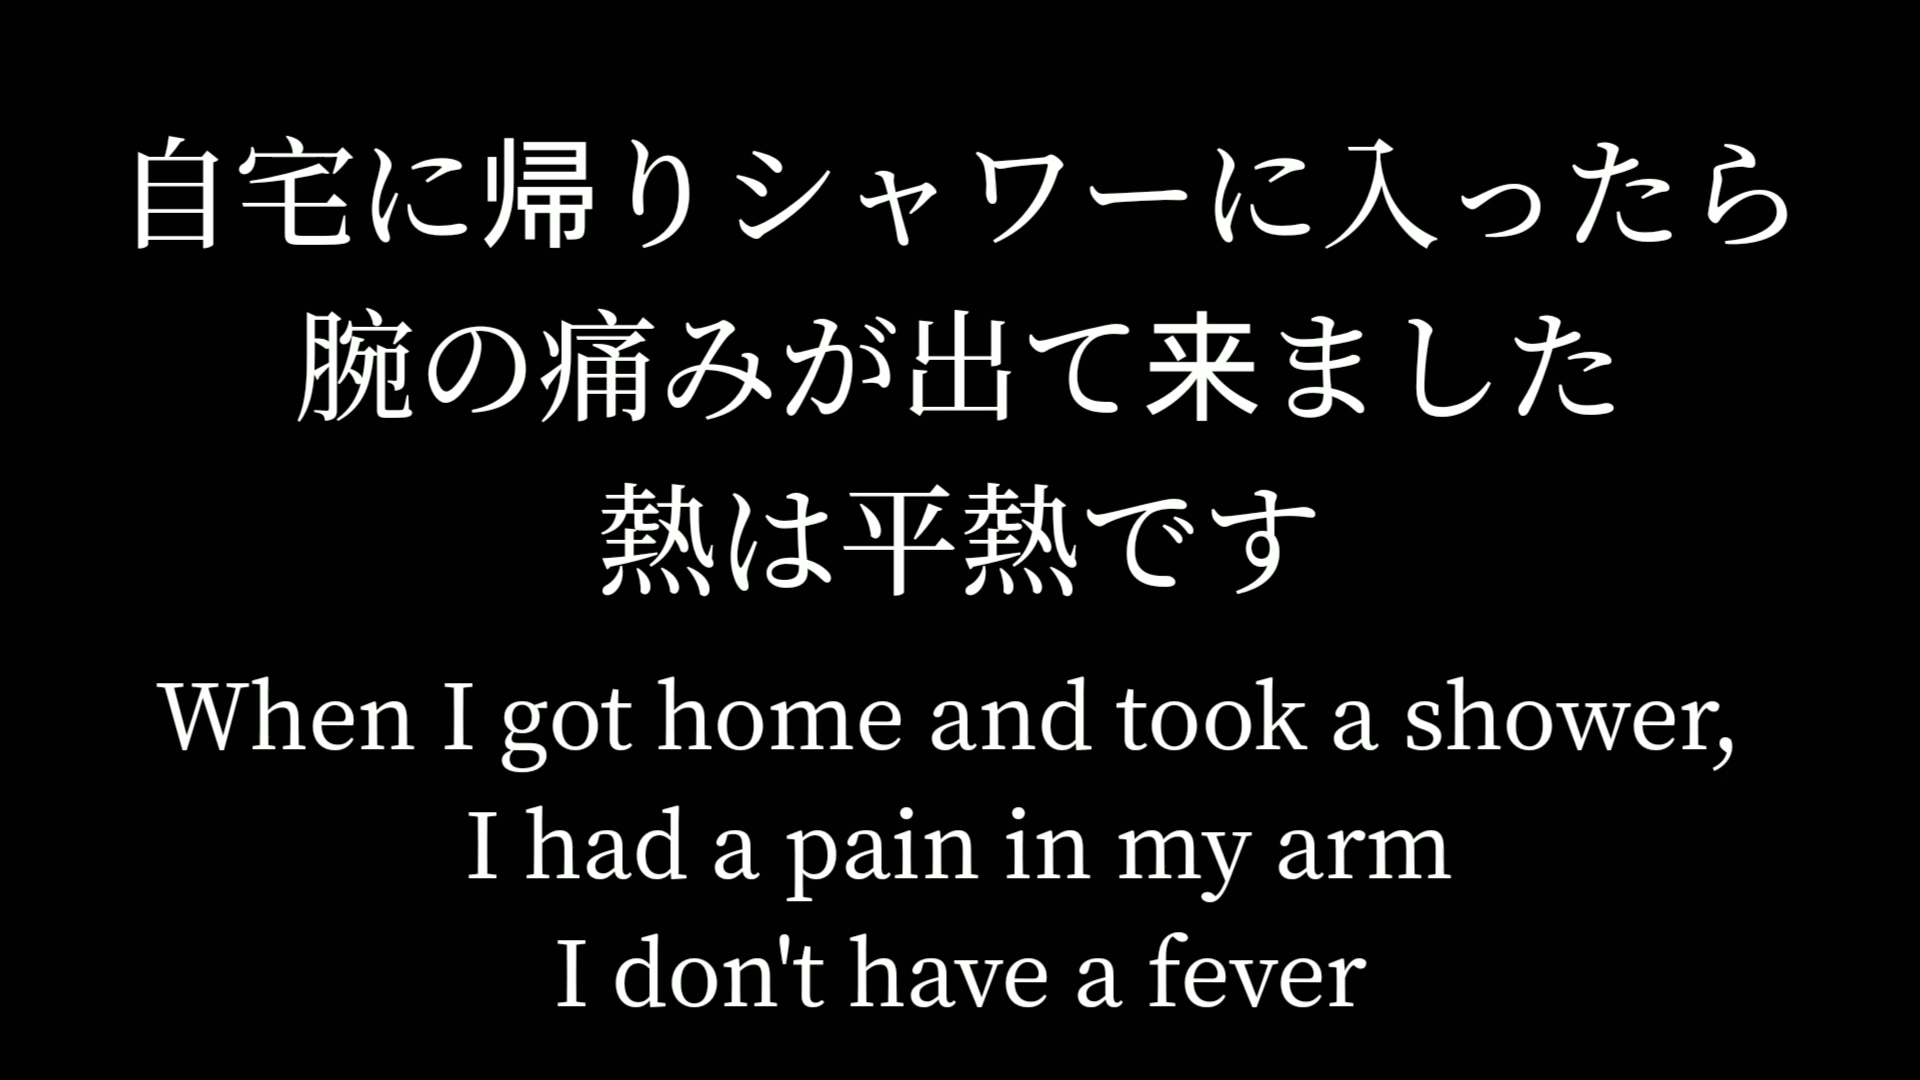 自宅に帰りシャワーに入ったら
腕の痛みが出て来ました
熱は平熱です
When I got home and took a shower,
I had a pain in my arm
I don't have a fever